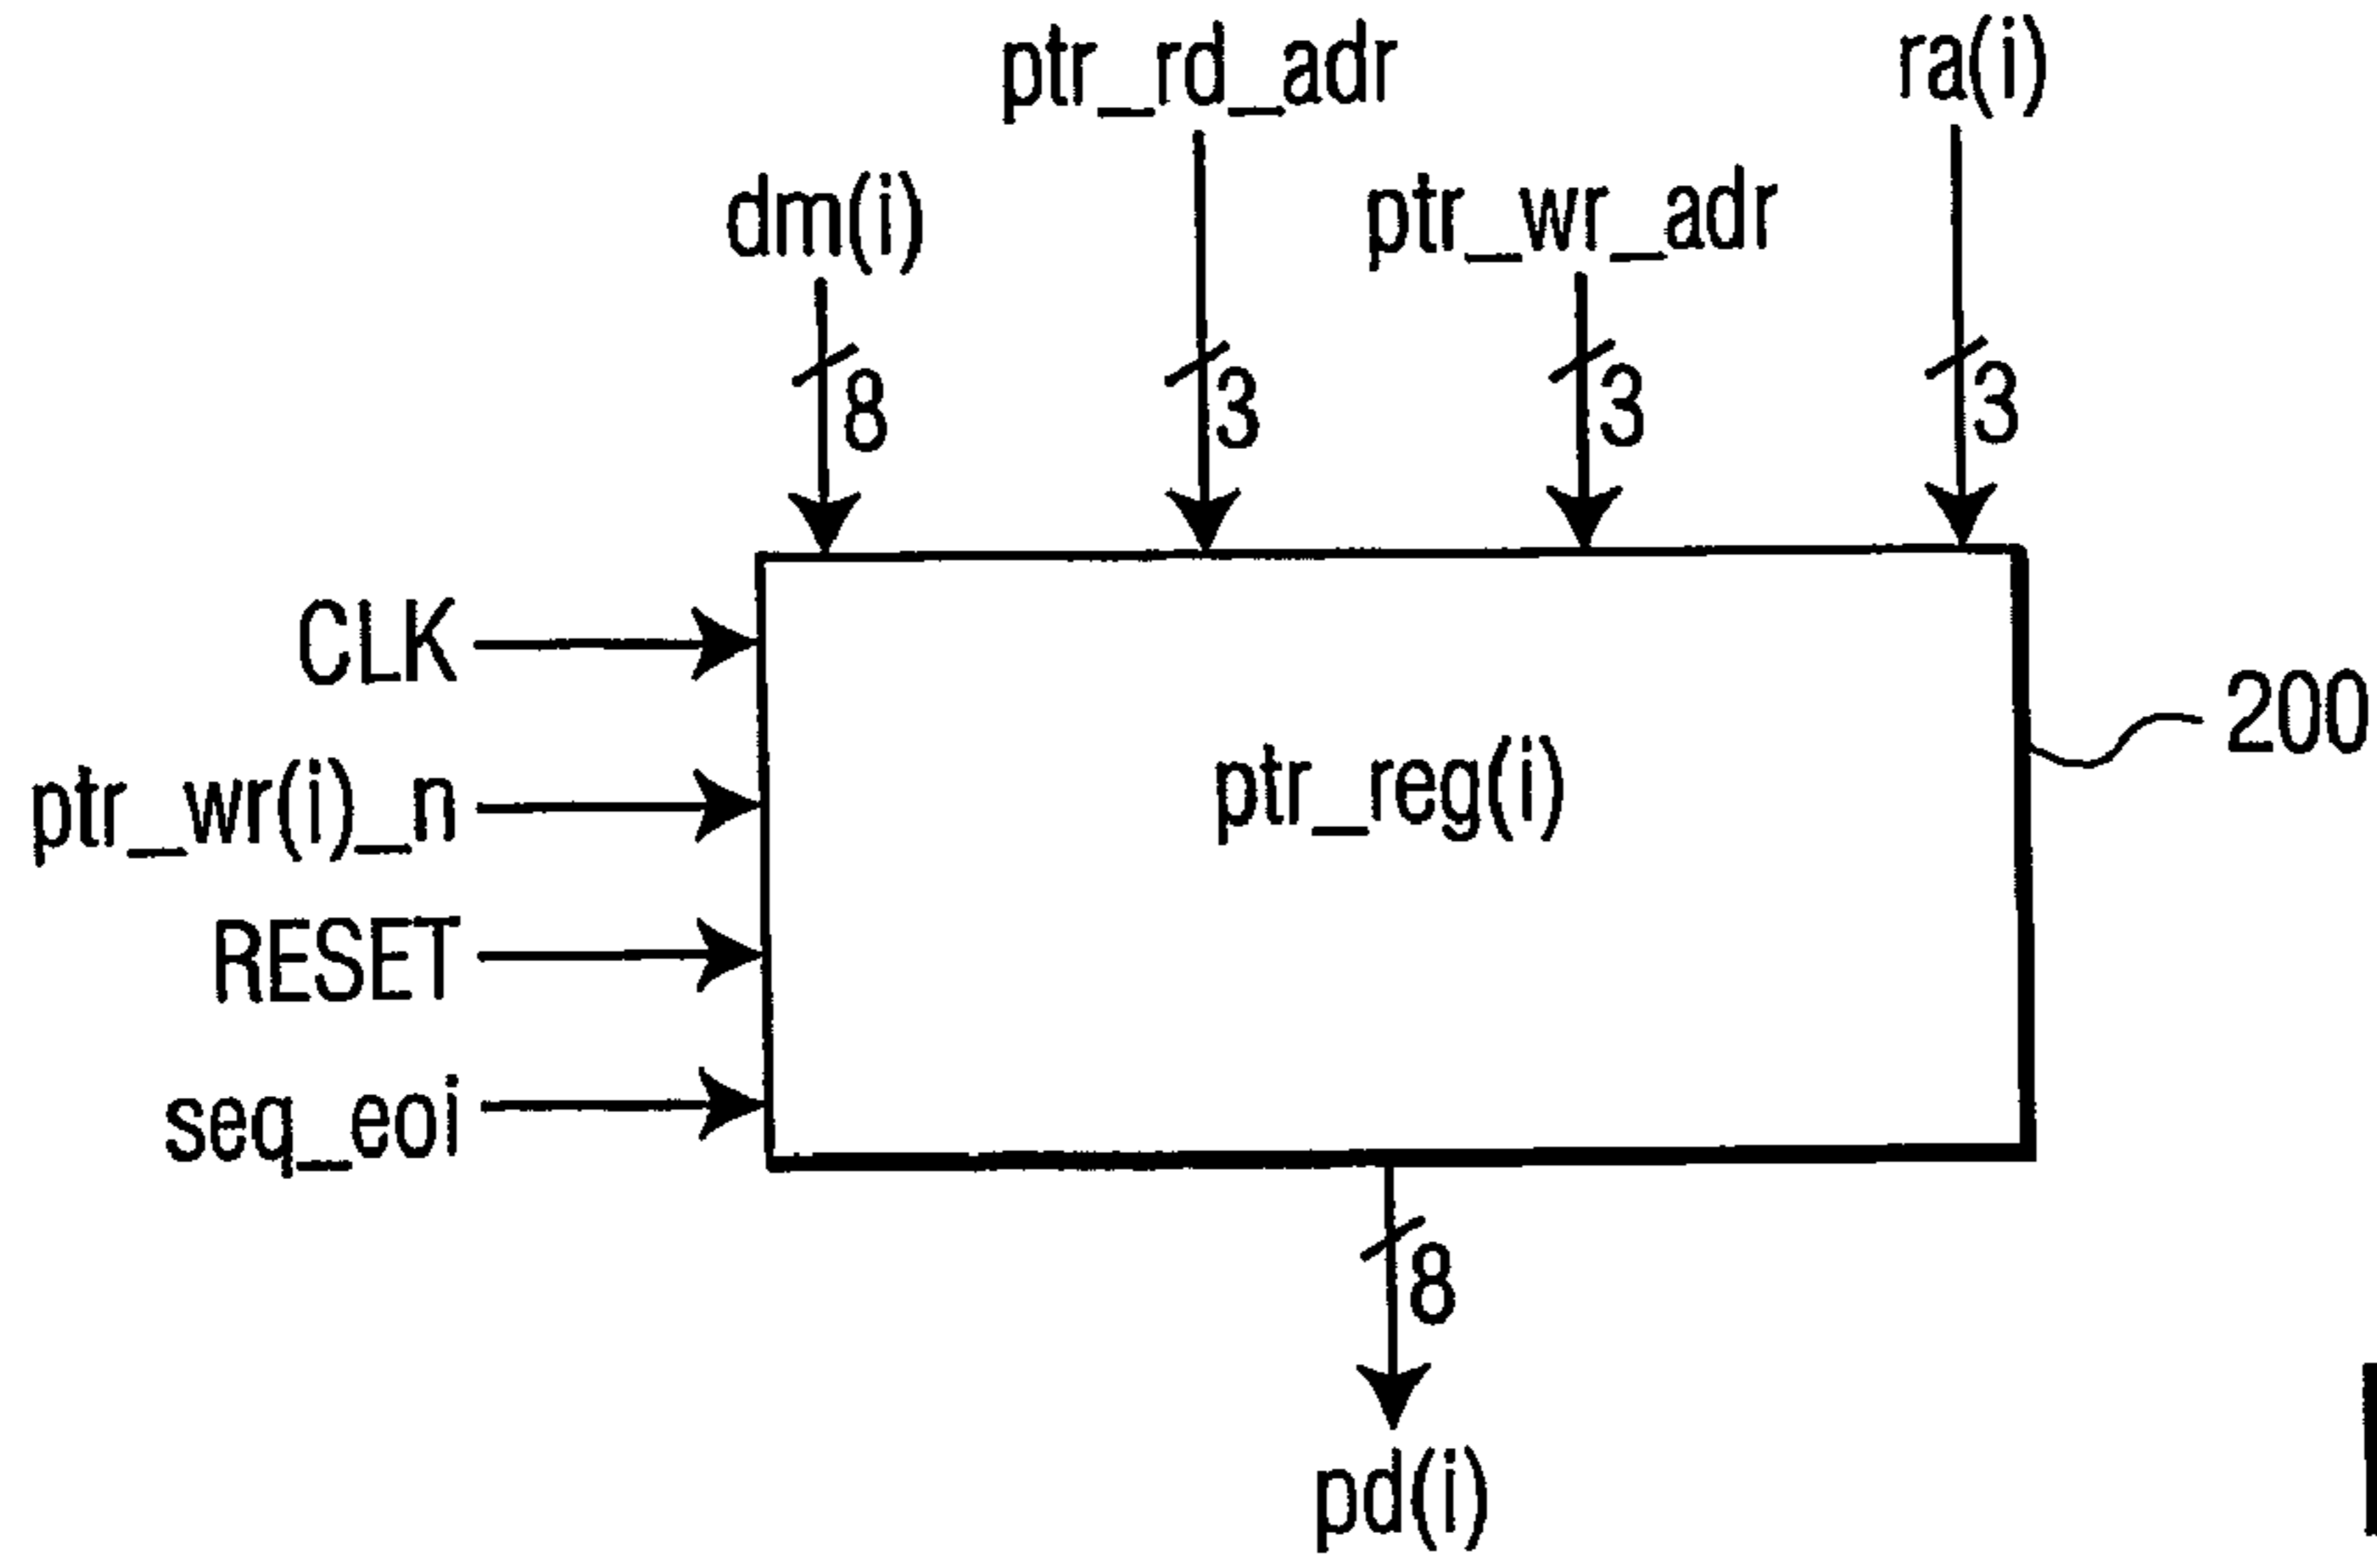 ptr_rd_adr
ra(i)
dm(i)
ptr_wr_adr
8
3
3
3
CLK
ptr_wr(i)_n
RESET
seq_eoi
ptr_reg(i)
200
8
pd(i)